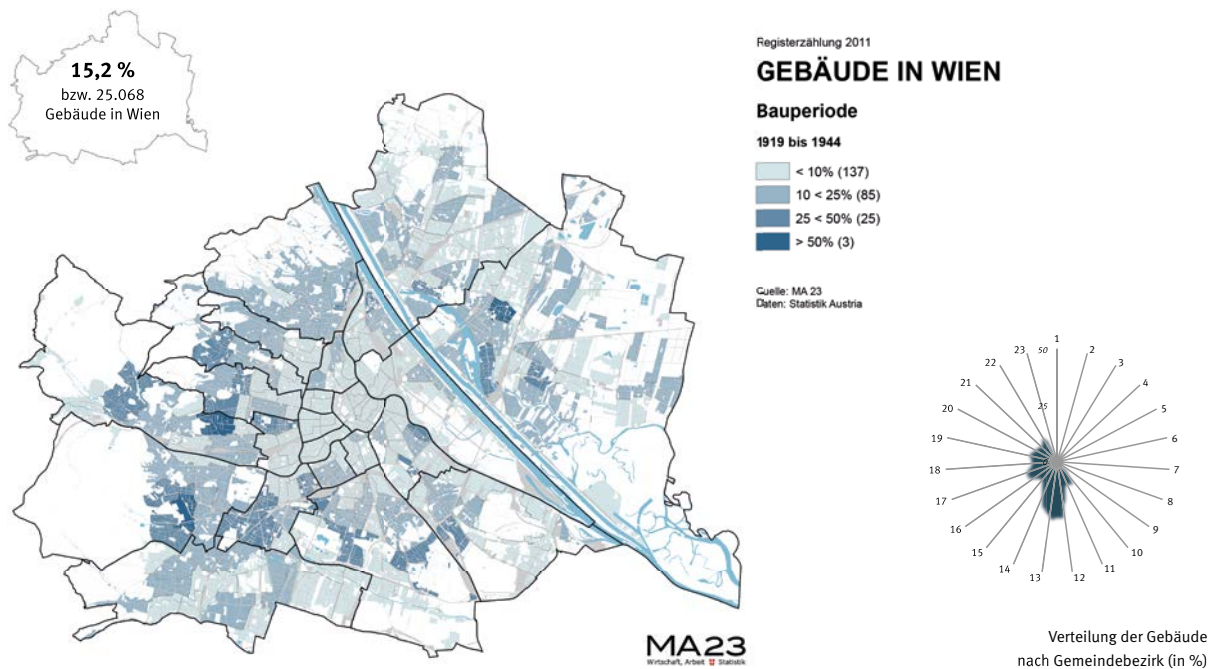 15,2 %
bzw. 25.068
Gebäude in Wien
Registerzählung 2011
GEBÄUDE IN WIEN
Bauperiode
1919 bis 1944
< 10% (137)
10 < 25% (85)
25 < 50% (25)
> 50% (3)
Quelle: MA 23
Daten: Statistik Austria
1
2
3
4
5
6
7
8
9
10
11
12
13
14
15
16
17
18
19
20
21
22
23
50
25
0
MA23
Wirtschaft, Arbeit Statistik
Verteilung der Gebäude
nach Gemeindebezirk (in %)